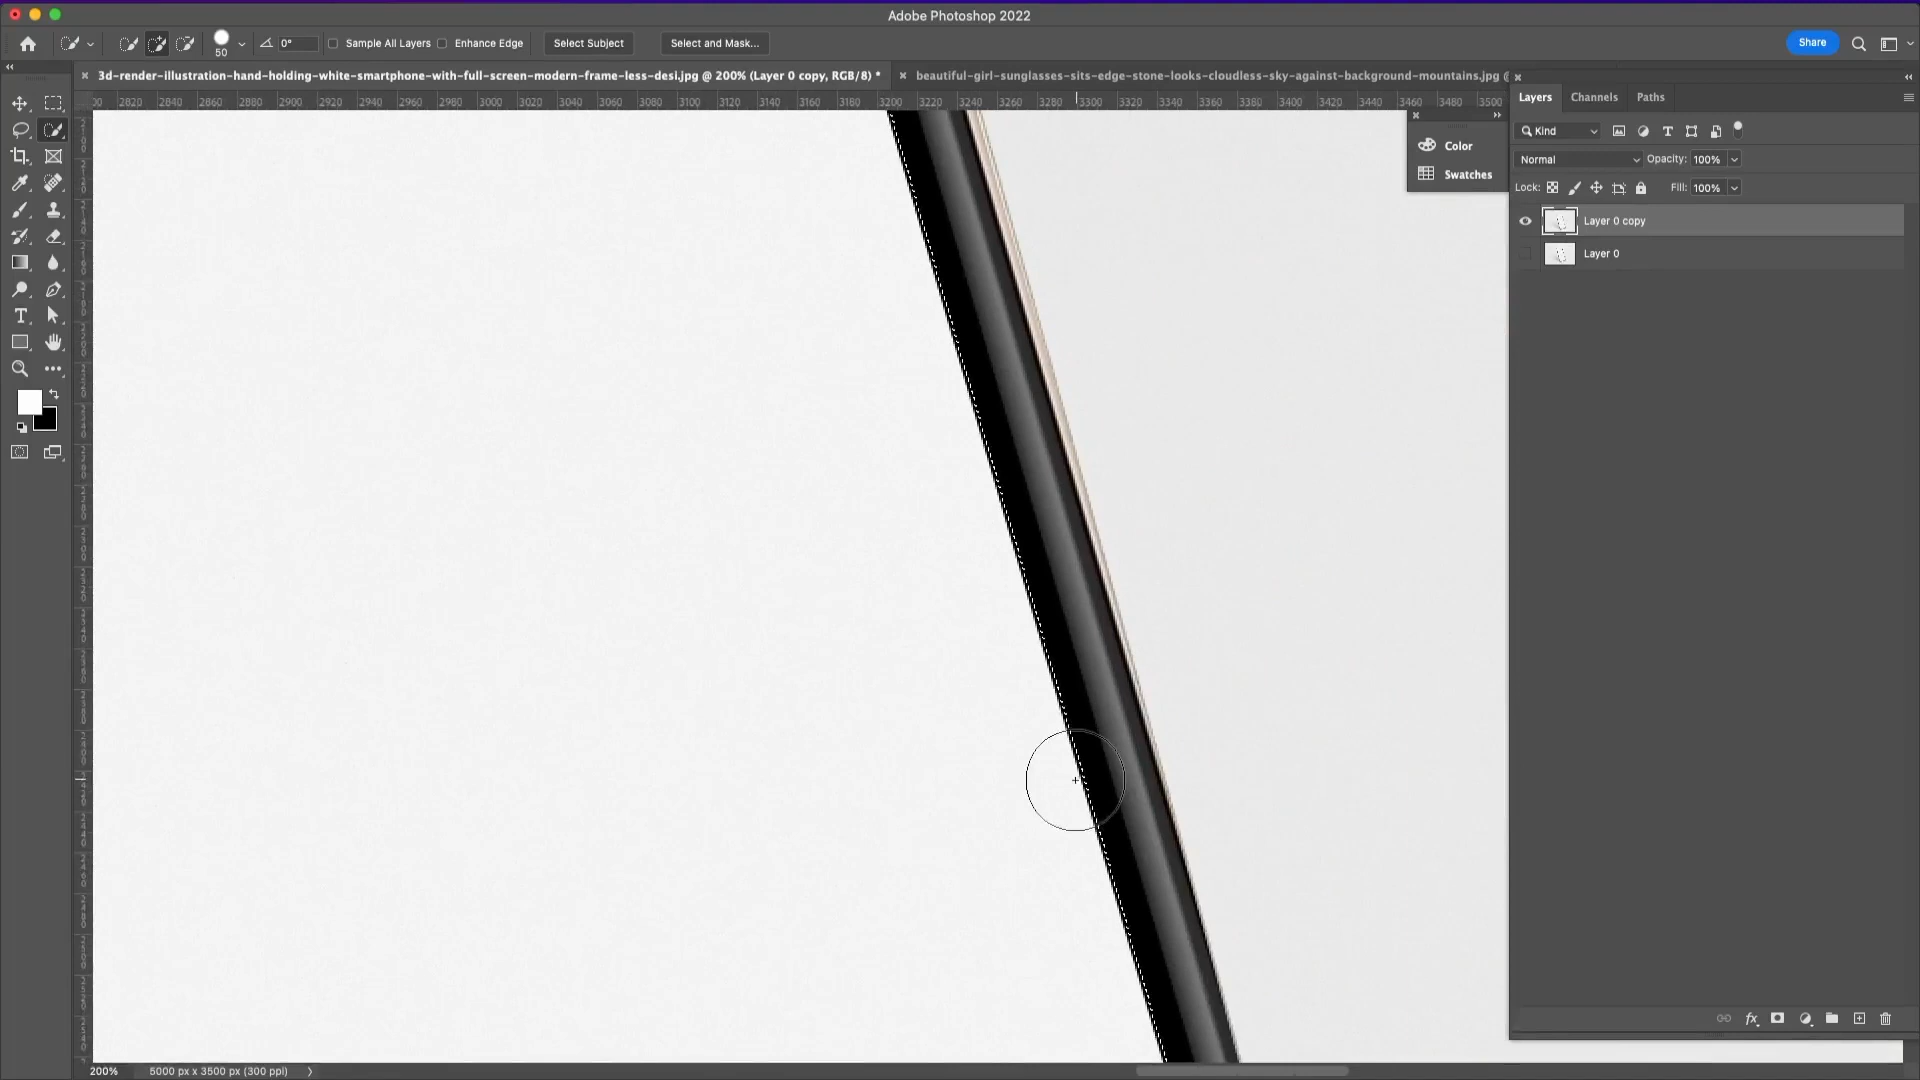 Adobe Photoshop 2022
50
0°
Sample All Layers
Enhance Edge
Select Subject
Select and Mask...
Share
3d-render-illustration-hand-holding-white-smartphone-with-full-screen-modern-frame-less-desi.jpg @ 200% (Layer 0 copy, RGB/8) *
beautiful-girl-sunglasses-sits-edge-stone-looks-cloudless-sky-against-background-mountains.jpg @
00 2820 2840 2860 2880 2900 2920 2940 2960 2980 3000 3020 3040 3060 3080 3100 3120 3140 3160 3180 3200 3220 3240 3260 3280 3300 3320 3340 3360 3380 3400 3420 3440 3460 3480 3500
Layers Channels Paths
Kind
Color
Swatches
Normal
Opacity: 100%
Lock:
Fill: 100%
Layer 0 copy
Layer 0
200%
5000 px x 3500 px (300 ppi)